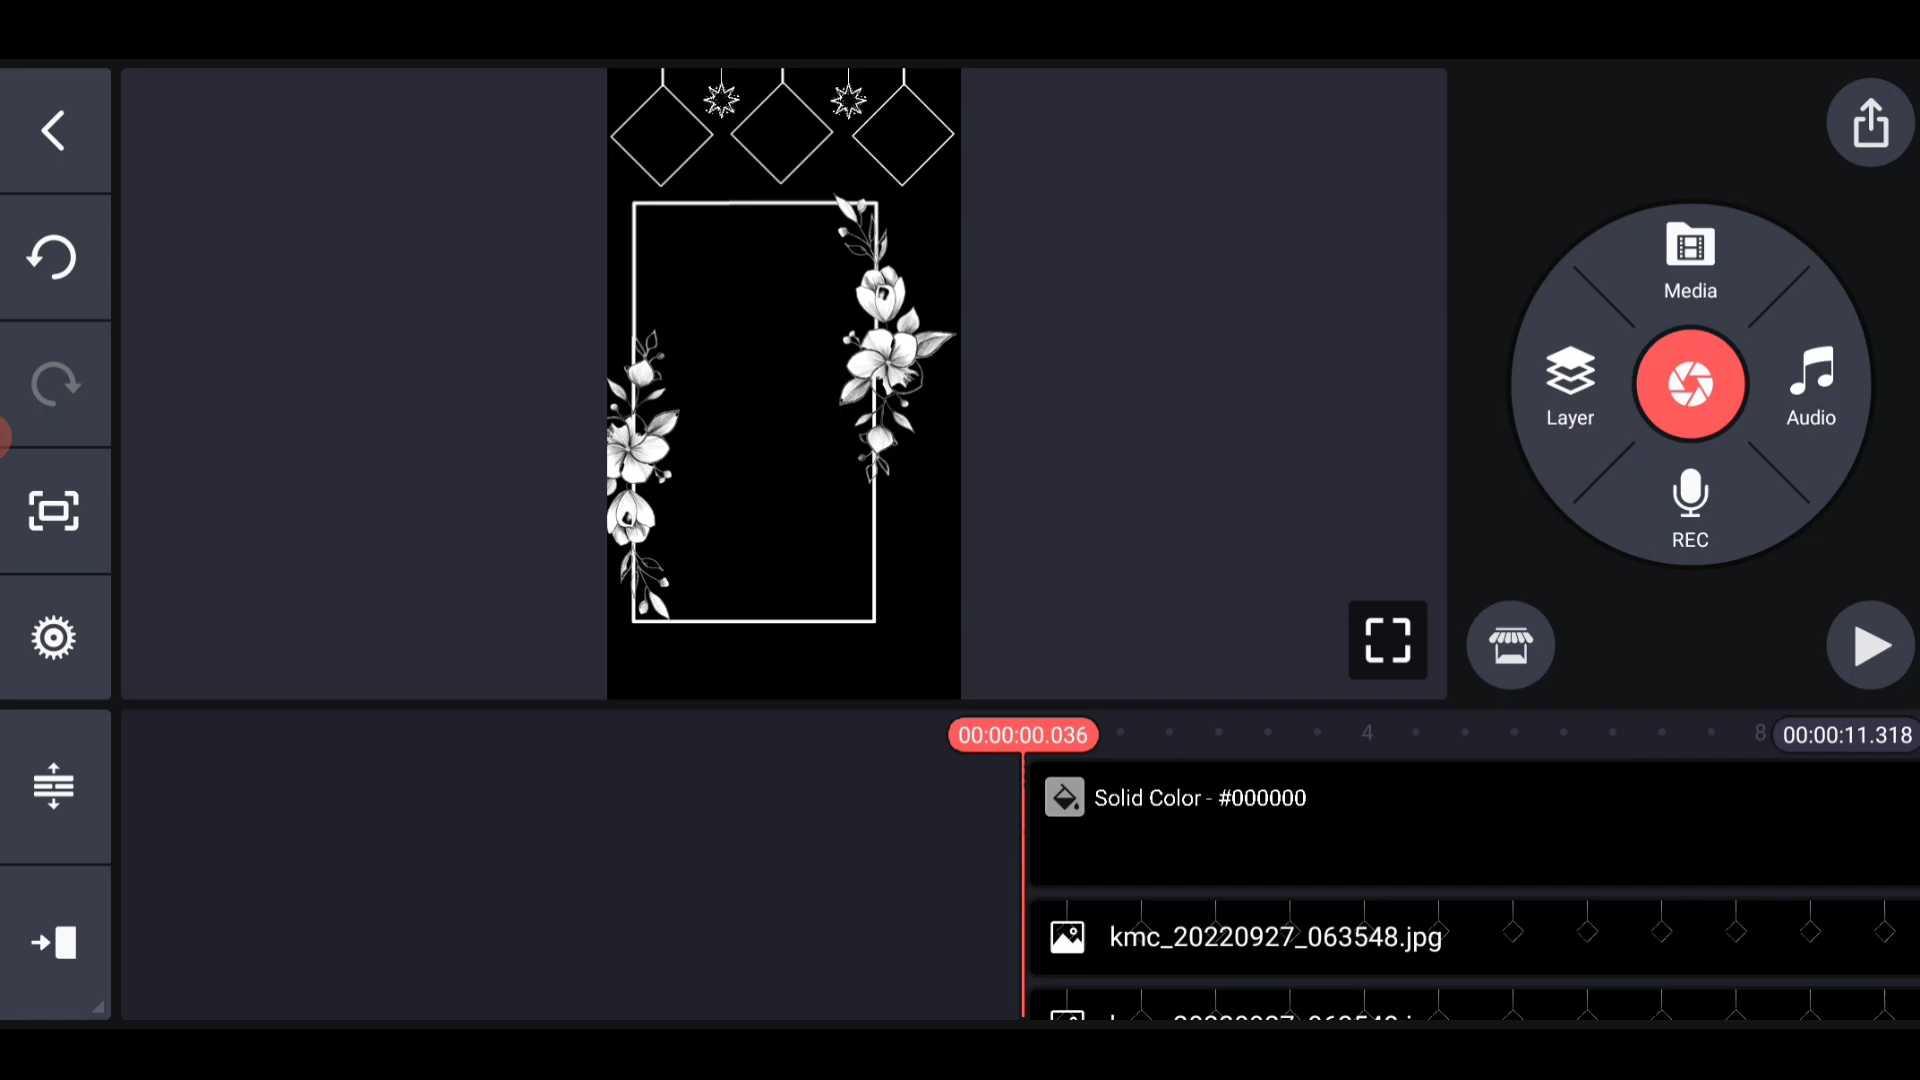 Media
Layer
Audio
REC
00:00:00.036
4
8
00:00:11.318
Solid Color - #000000
kmc_20220927_063548.jpg